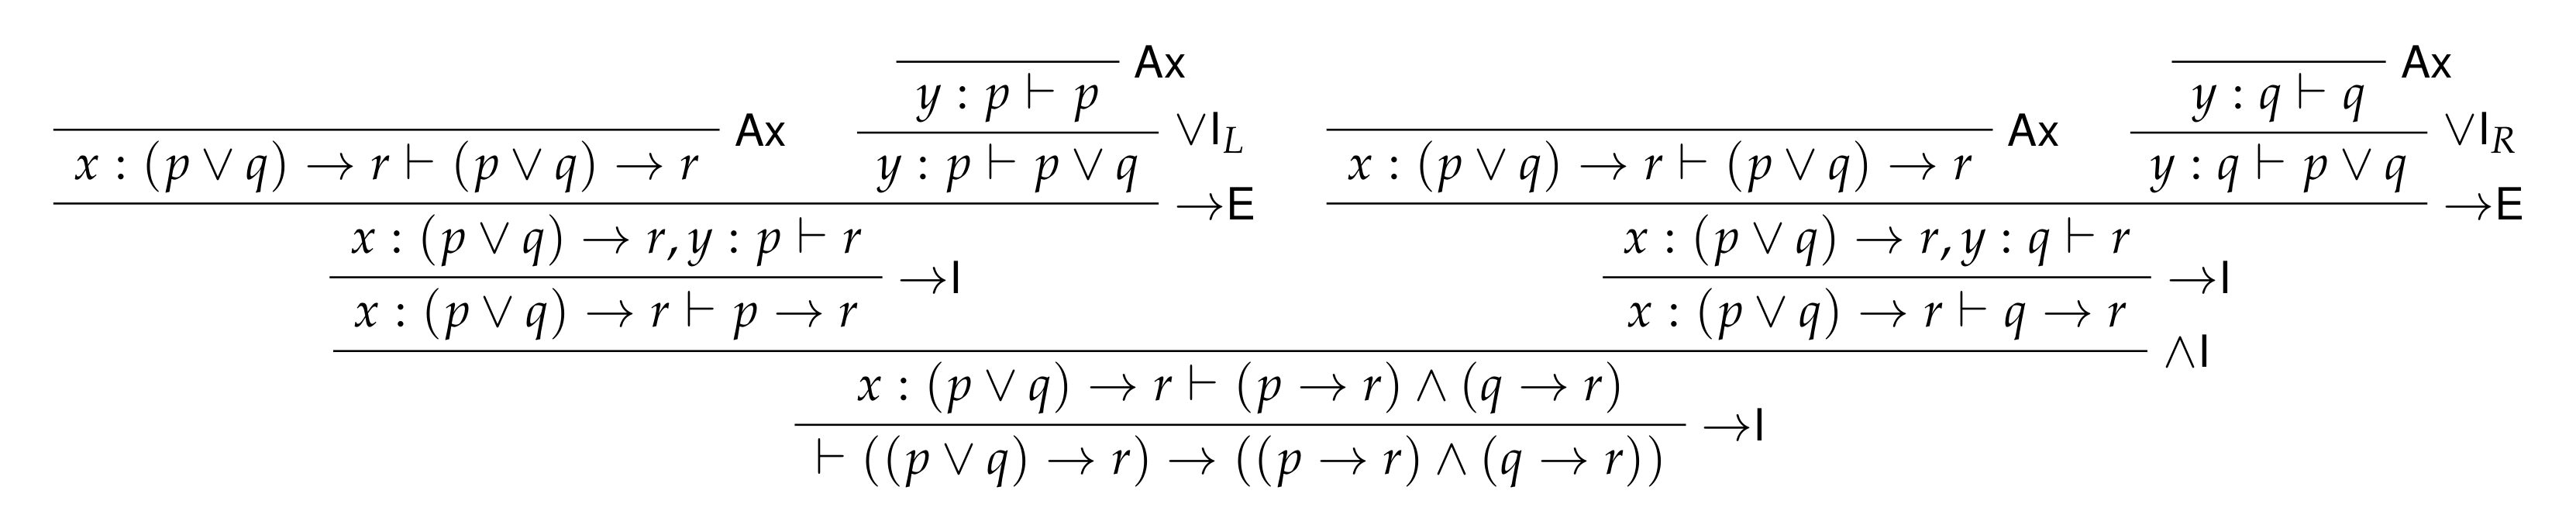 y : p ⊢ p Ax y : q ⊢ q Ax
x : (p ∨ q) → r ⊢ (p ∨ q) → r Ax y : p ⊢ p ∨ q ∨I_L x : (p ∨ q) → r ⊢ (p ∨ q) → r Ax y : q ⊢ p ∨ q ∨I_R
x : (p ∨ q) → r, y : p ⊢ r →E x : (p ∨ q) → r, y : q ⊢ r →E
x : (p ∨ q) → r ⊢ p → r →I x : (p ∨ q) → r ⊢ q → r →I
x : (p ∨ q) → r ⊢ (p → r) ∧ (q → r) ∧I
⊢ ((p ∨ q) → r) → ((p → r) ∧ (q → r)) →I